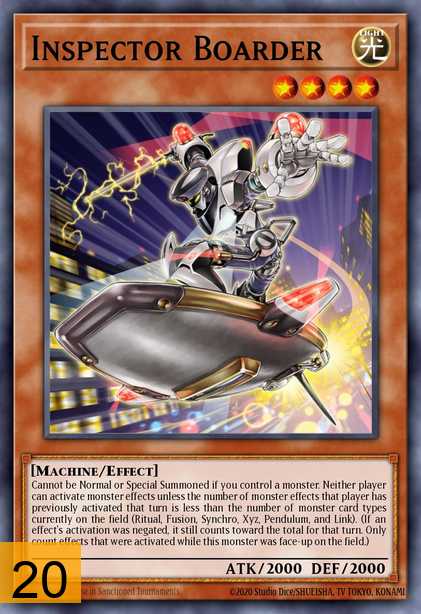 INSPECTOR BOARDER
LIGHT
光
[MACHINE/EFFECT]
Cannot be Normal or Special Summoned if you control a monster. Neither player
can activate monster effects unless the number of monster effects that player has
previously activated that turn is less than the number of monster card types
currently on the field (Ritual, Fusion, Synchro, Xyz, Pendulum, and Link). (If an
effect's activation was negated, it still counts toward the total for that turn. Only
count effects that were activated while this monster was face-up on the field.)
ATK/2000 DEF/2000
20
se in Sanctioned Tournaments
©2020 Studio Dice/SHUEISHA, TV TOKYO, KONAMI